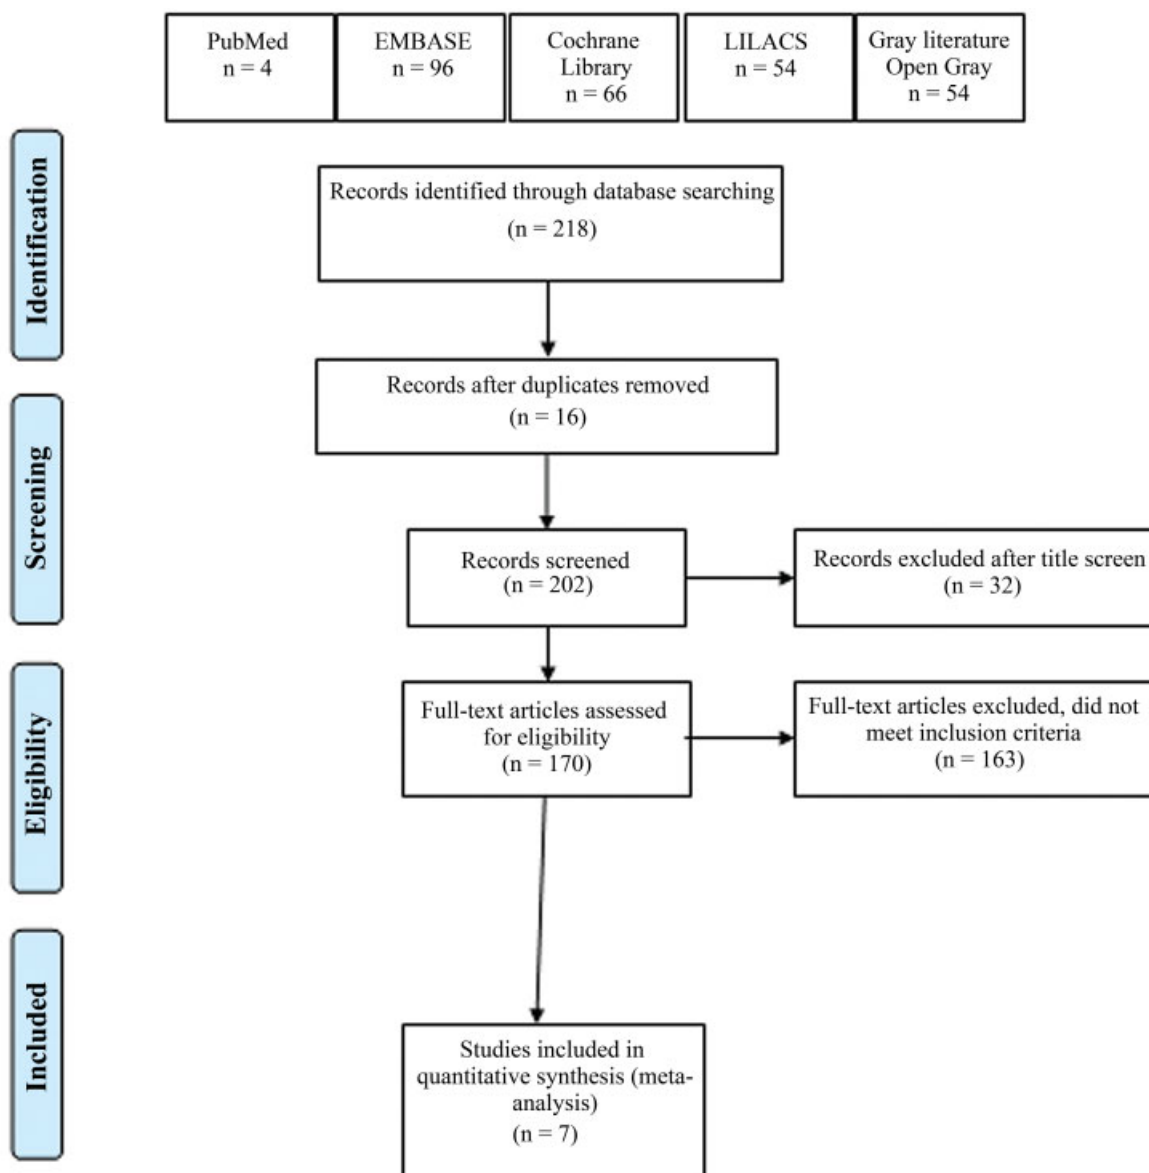 PubMed
n = 4
EMBASE
n = 96
Cochrane
Library
n = 66
LILACS
n = 54
Gray literature
Open Gray
n = 54
Identification
Records identified through database searching
(n = 218)
Records after duplicates removed
(n = 16)
Screening
Records screened
(n = 202)
Records excluded after title screen
(n = 32)
Eligibility
Full-text articles assessed
for eligibility
(n = 170)
Full-text articles excluded, did not
meet inclusion criteria
(n = 163)
Included
Studies included in
quantitative synthesis (meta-
analysis)
(n = 7)